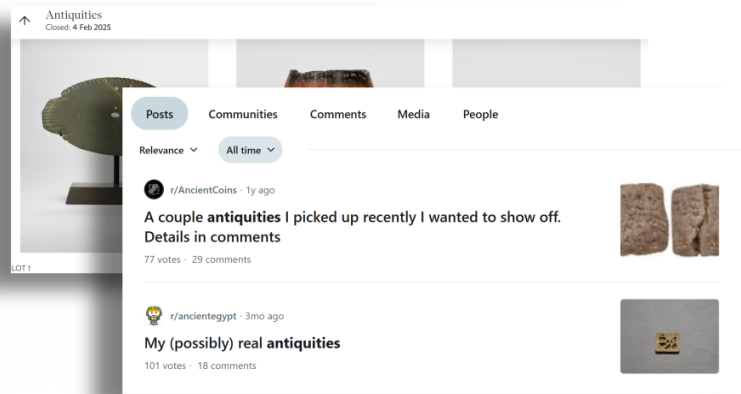 Antiquities
Closed: 4 Feb 2025
LOT 1
Posts Communities Comments Media People
Relevance All time
r/AncientCoins · 1y ago
A couple antiquities I picked up recently I wanted to show off.
Details in comments
77 votes · 29 comments
r/ancientegypt · 3mo ago
My (possibly) real antiquities
101 votes · 18 comments